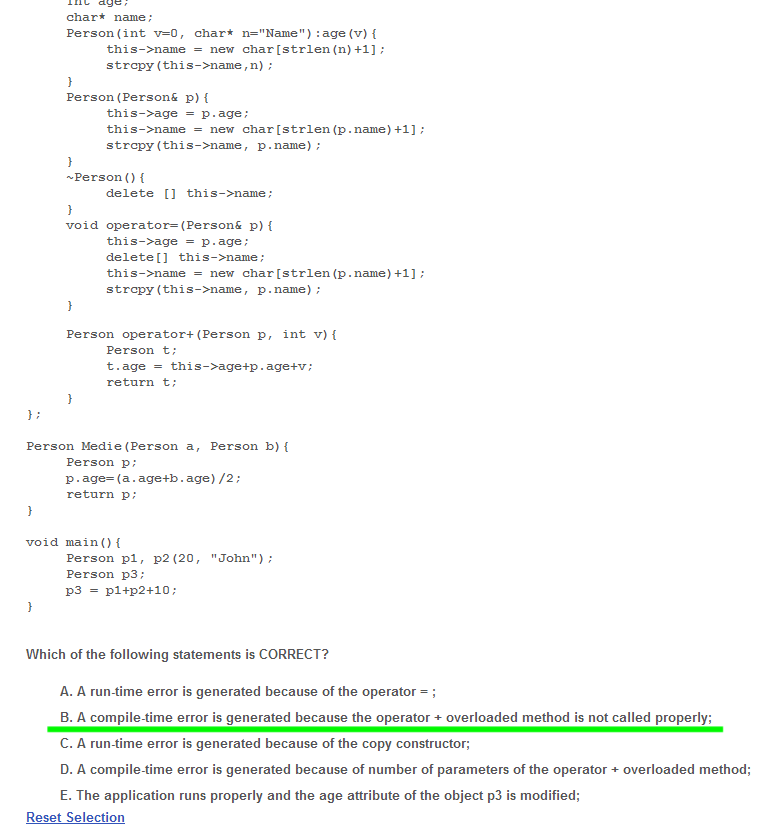 int age;
char* name;
Person(int v=0, char* n="Name"):age(v){
this->name = new char[strlen(n)+1];
strcpy(this->name,n);
}
Person(Person& p){
this->age = p.age;
this->name = new char[strlen(p.name)+1];
strcpy(this->name, p.name);
}
~Person(){
delete [] this->name;
}
void operator=(Person& p){
this->age = p.age;
delete[] this->name;
this->name = new char[strlen(p.name)+1];
strcpy(this->name, p.name);
}
Person operator+(Person p, int v){
Person t;
t.age = this->age+p.age+v;
return t;
}
};
Person Medie(Person a, Person b){
Person p;
p.age=(a.age+b.age)/2;
return p;
}
void main(){
Person p1, p2(20, "John");
Person p3;
p3 = p1+p2+10;
}
Which of the following statements is CORRECT?
A. A run-time error is generated because of the operator = ;
B. A compile-time error is generated because the operator + overloaded method is not called properly;
C. A run-time error is generated because of the copy constructor;
D. A compile-time error is generated because of number of parameters of the operator + overloaded method;
E. The application runs properly and the age attribute of the object p3 is modified;
Reset Selection